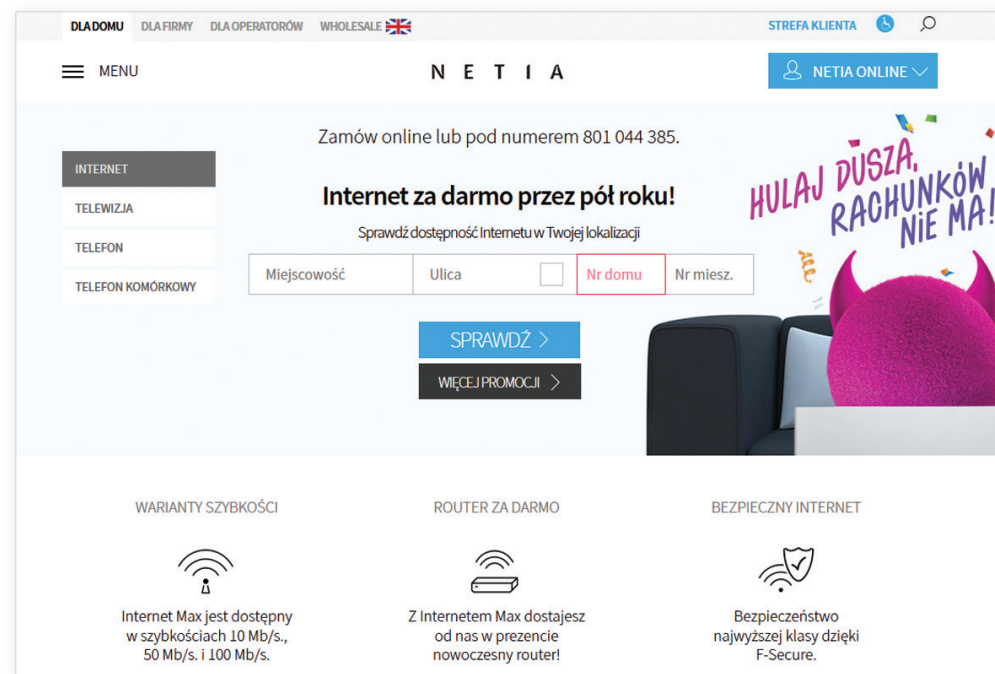 DLA DOMU DLA FIRMY DLA OPERATORÓW WHOLESALE STREFA KLIENTA
MENU NETIA NETIA ONLINE
Zamów online lub pod numerem 801 044 385.
INTERNET
TELEWIZJA
TELEFON
TELEFON KOMÓRKOWY
Internet za darmo przez pół roku!
Sprawdź dostępność Internetu w Twojej lokalizacji
Miejscowość Ulica Nr domu Nr miesz.
SPRAWDŹ
WIĘCEJ PROMOCJI
HULAJ DUSZA,
RACHUNKÓW
NIE MA!
WARIANTY SZYBKOŚCI
Internet Max jest dostępny
w szybkościach 10 Mb/s.,
50 Mb/s. i 100 Mb/s.
ROUTER ZA DARMO
Z Internetem Max dostajesz
od nas w prezencie
nowoczesny router!
BEZPIECZNY INTERNET
Bezpieczeństwo
najwyższej klasy dzięki
F-Secure.